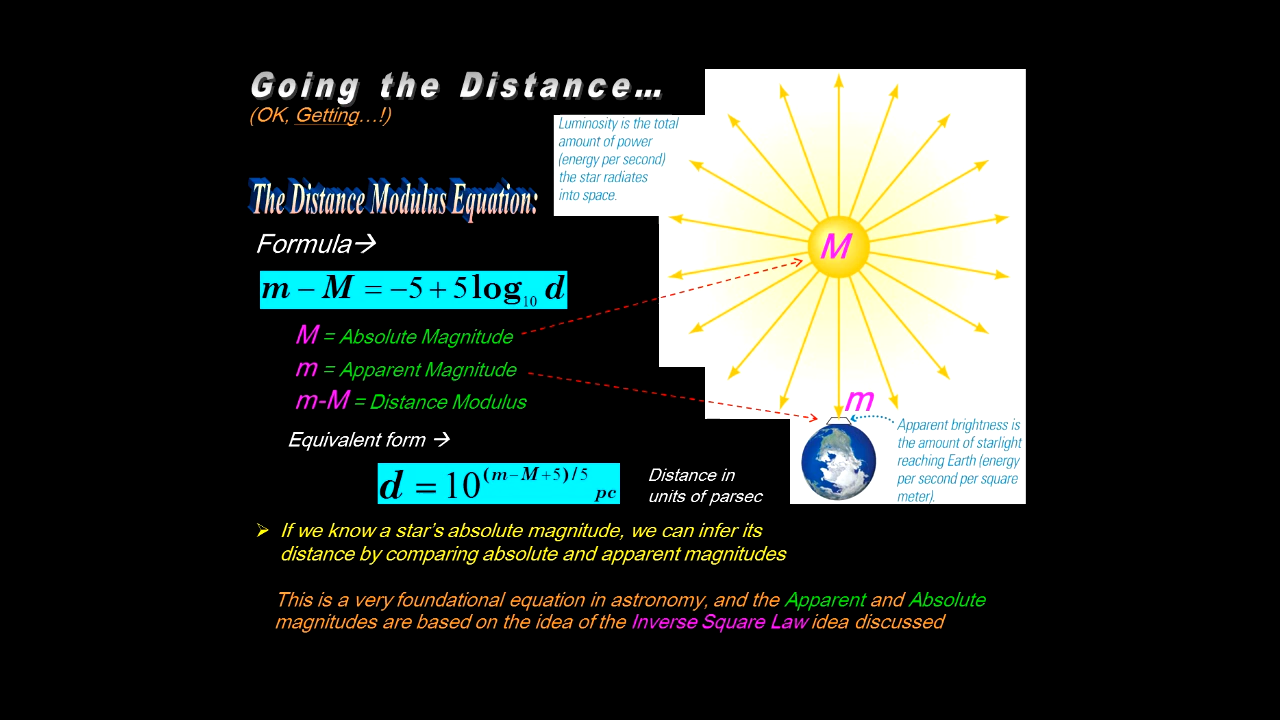 Going the Distance…
(OK, Getting…!)
Luminosity is the total
amount of power
(energy per second)
the star radiates
into space.
The Distance Modulus Equation:
Formula→
m – M = –5 + 5 log₁₀ d
M
M = Absolute Magnitude
m = Apparent Magnitude
m-M = Distance Modulus
m
Apparent brightness is
the amount of starlight
reaching Earth (energy
per second per square
meter).
Equivalent form →
d = 10^(m–M+5)/5 pc
Distance in
units of parsec
➢ If we know a star's absolute magnitude, we can infer its
distance by comparing absolute and apparent magnitudes
This is a very foundational equation in astronomy, and the Apparent and Absolute
magnitudes are based on the idea of the Inverse Square Law idea discussed